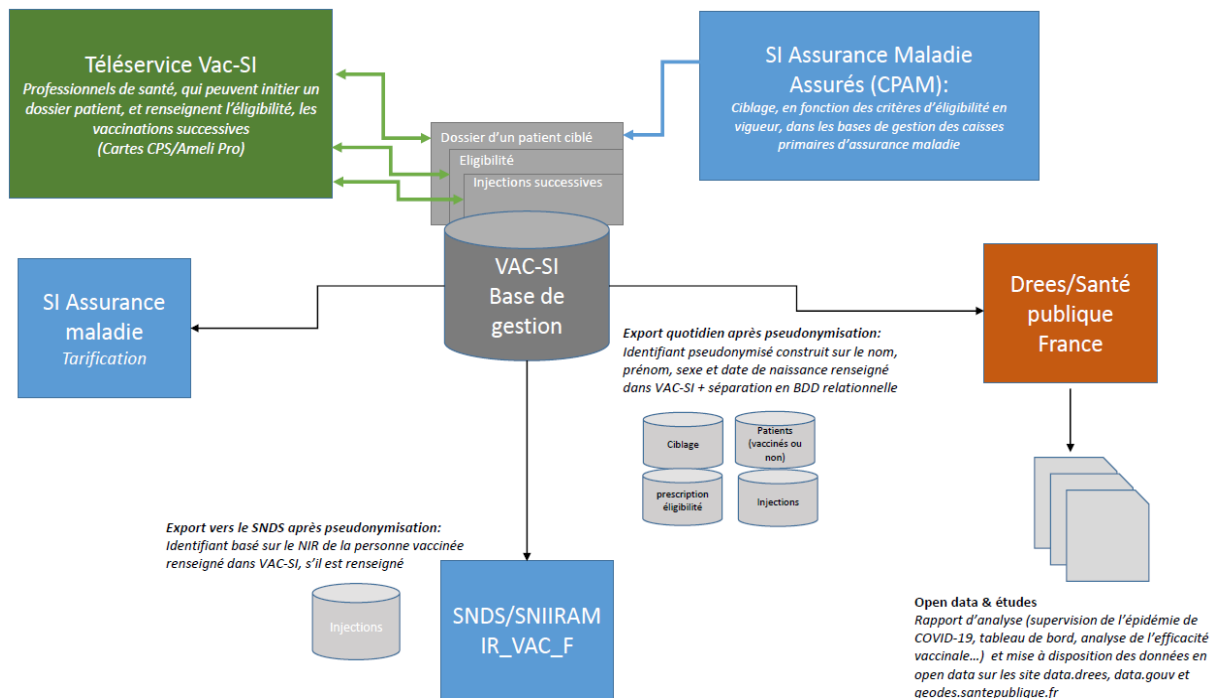 Téléservice Vac-SI
Professionnels de santé, qui peuvent initier un
dossier patient, et renseignent l'éligibilité, les
vaccinations successives
(Cartes CPS/Ameli Pro)
SI Assurance Maladie
Assurés (CPAM):
Ciblage, en fonction des critères d'éligibilité en
vigueur, dans les bases de gestion des caisses
primaires d'assurance maladie
Dossier d'un patient ciblé
Eligibilité
Injections successives
VAC-SI
Base de
gestion
SI Assurance
maladie
Tarification
Drees/Santé
publique
France
Export quotidien après pseudonymisation:
Identifiant pseudonymisé construit sur le nom,
prénom, sexe et date de naissance renseigné
dans VAC-SI + séparation en BDD relationnelle
Ciblage
Patients
(vaccinés ou
non)
prescription
éligibilité
Injections
Export vers le SNDS après pseudonymisation:
Identifiant basé sur le NIR de la personne vaccinée
renseigné dans VAC-SI, s'il est renseigné
Injections
SNDS/SNIIRAM
IR_VAC_F
Open data & études
Rapport d'analyse (supervision de l'épidémie de
COVID-19, tableau de bord, analyse de l'efficacité
vaccinale…) et mise à disposition des données en
open data sur les site data.drees, data.gouv et
geodes.santepublique.fr